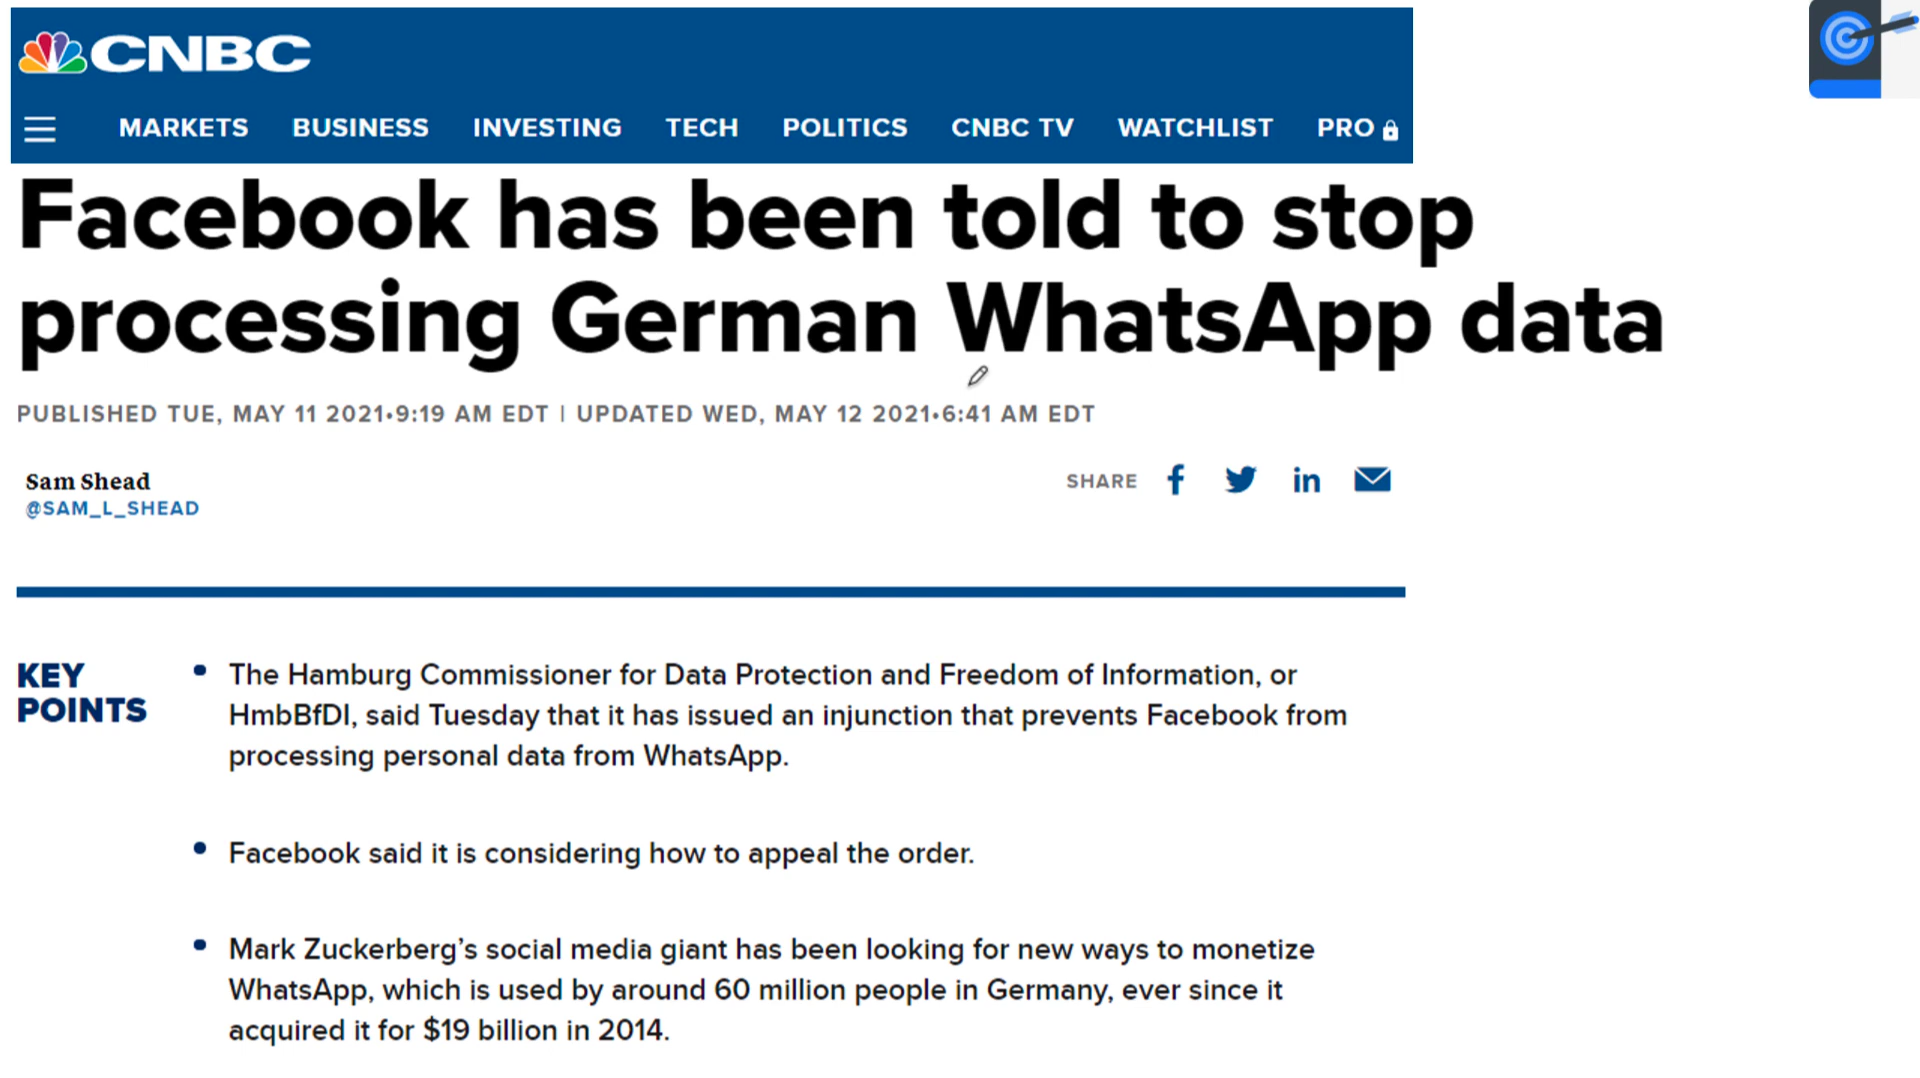 CNBC
MARKETS BUSINESS INVESTING TECH POLITICS CNBC TV WATCHLIST PRO
Facebook has been told to stop
processing German WhatsApp data
PUBLISHED TUE, MAY 11 2021•9:19 AM EDT | UPDATED WED, MAY 12 2021•6:41 AM EDT
Sam Shead
@SAM_L_SHEAD
SHARE f in
KEY
POINTS
• The Hamburg Commissioner for Data Protection and Freedom of Information, or
HmbBfDI, said Tuesday that it has issued an injunction that prevents Facebook from
processing personal data from WhatsApp.
• Facebook said it is considering how to appeal the order.
• Mark Zuckerberg’s social media giant has been looking for new ways to monetize
WhatsApp, which is used by around 60 million people in Germany, ever since it
acquired it for $19 billion in 2014.